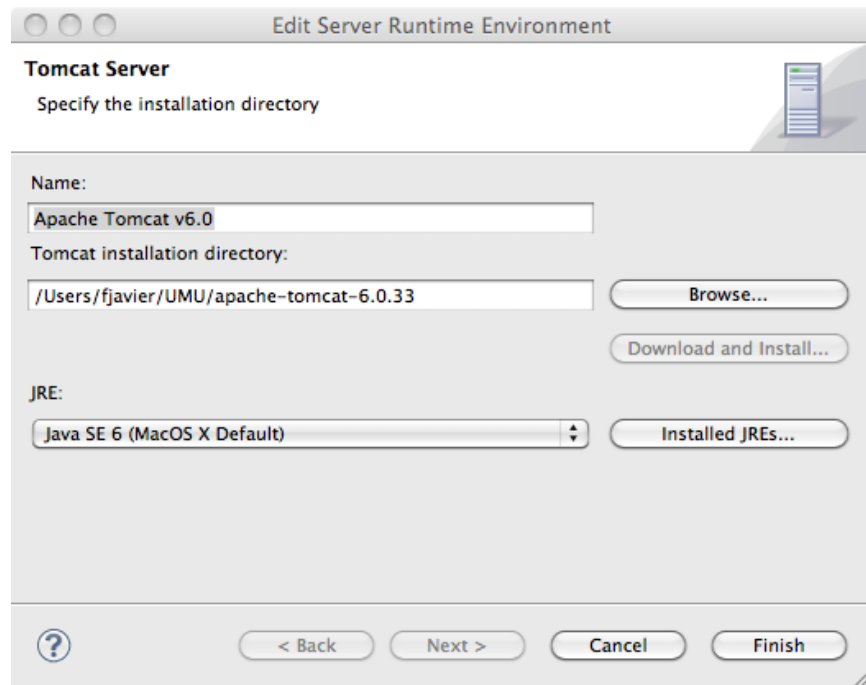 Edit Server Runtime Environment
Tomcat Server
Specify the installation directory
Name:
Apache Tomcat v6.0
Tomcat installation directory:
/Users/fjavier/UMU/apache-tomcat-6.0.33
Browse...
Download and Install...
JRE:
Java SE 6 (MacOS X Default)
Installed JREs...
?
< Back
Next >
Cancel
Finish